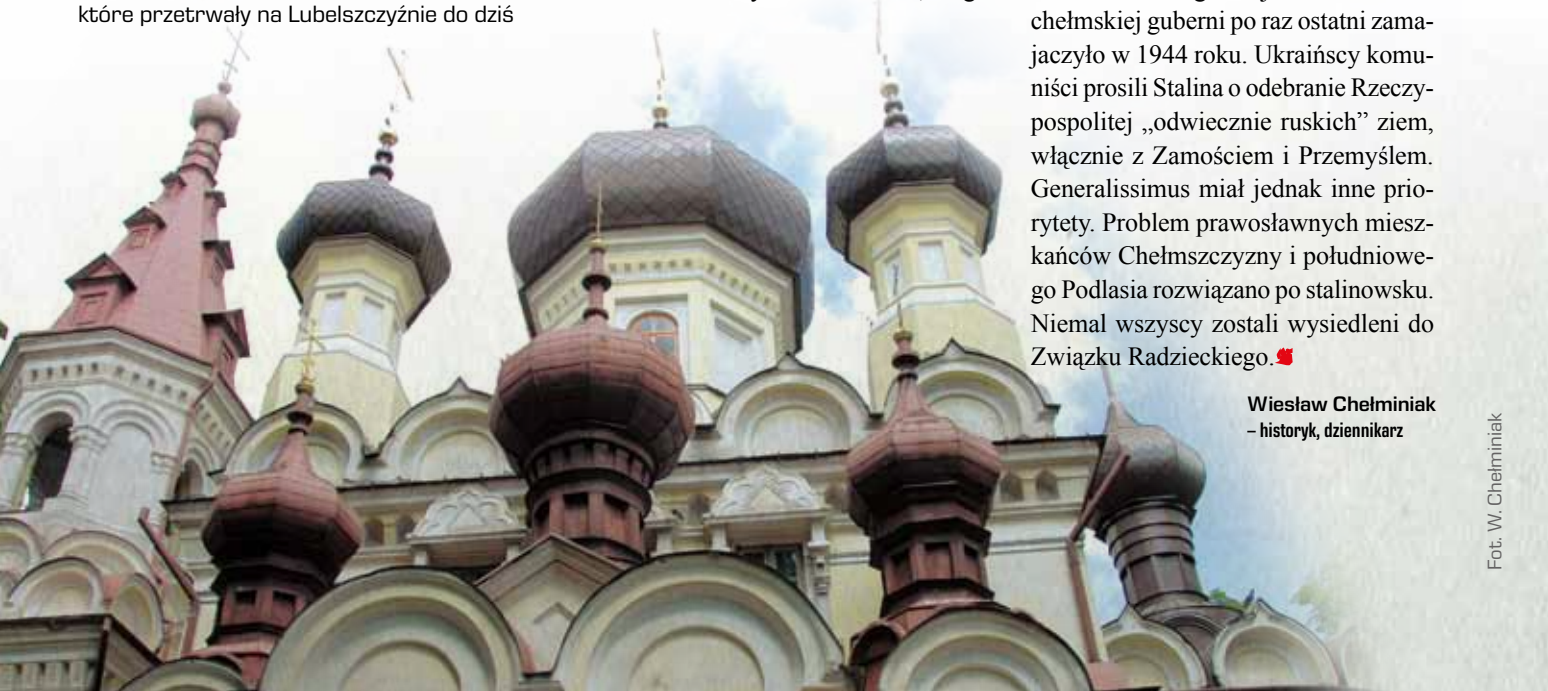 które przetrwały na Lubelszczyźnie do dziś
chełmskiej guberni po raz ostatni zama-
jaczyło w 1944 roku. Ukraińscy komu-
niści prosili Stalina o odebranie Rzeczy-
pospolitej „odwiecznie ruskich” ziem,
włącznie z Zamościem i Przemyślem.
Generalissimus miał jednak inne prio-
rytety. Problem prawosławnych miesz-
kańców Chełmszczyzny i południowe-
go Podlasia rozwiązano po stalinowsku.
Niemal wszyscy zostali wysiedleni do
Związku Radzieckiego.
Wiesław Chełminiak
– historyk, dziennikarz
Fot. W. Chełminiak